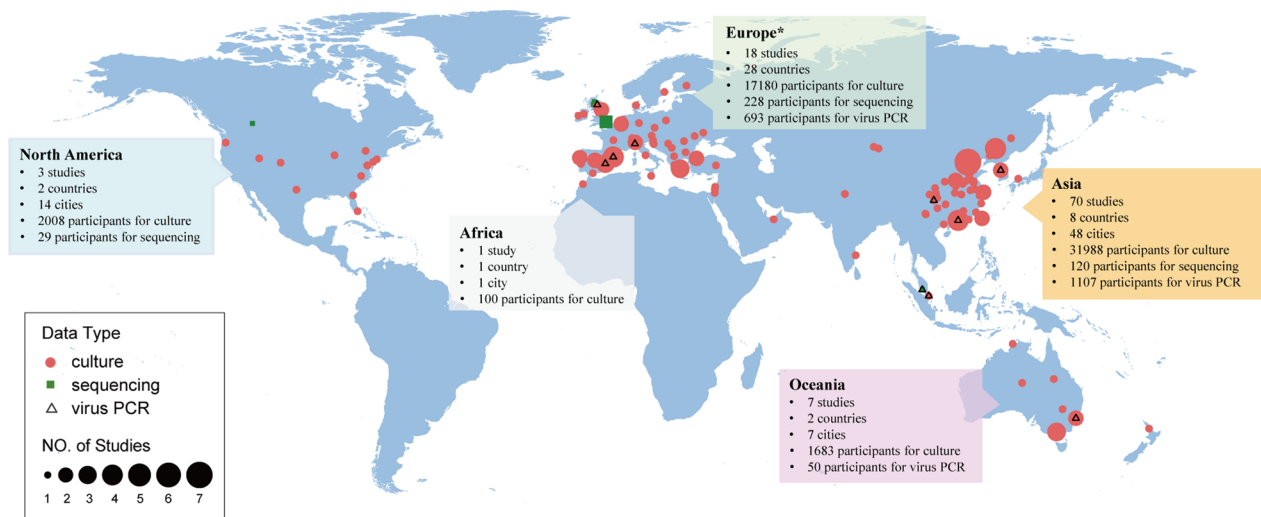 Europe*
• 18 studies
• 28 countries
• 17180 participants for culture
• 228 participants for sequencing
• 693 participants for virus PCR
North America
• 3 studies
• 2 countries
• 14 cities
• 2008 participants for culture
• 29 participants for sequencing
Africa
• 1 study
• 1 country
• 1 city
• 100 participants for culture
Asia
• 70 studies
• 8 countries
• 48 cities
• 31988 participants for culture
• 120 participants for sequencing
• 1107 participants for virus PCR
Oceania
• 7 studies
• 2 countries
• 7 cities
• 1683 participants for culture
• 50 participants for virus PCR
Data Type
culture
sequencing
virus PCR
NO. of Studies
1 2 3 4 5 6 7